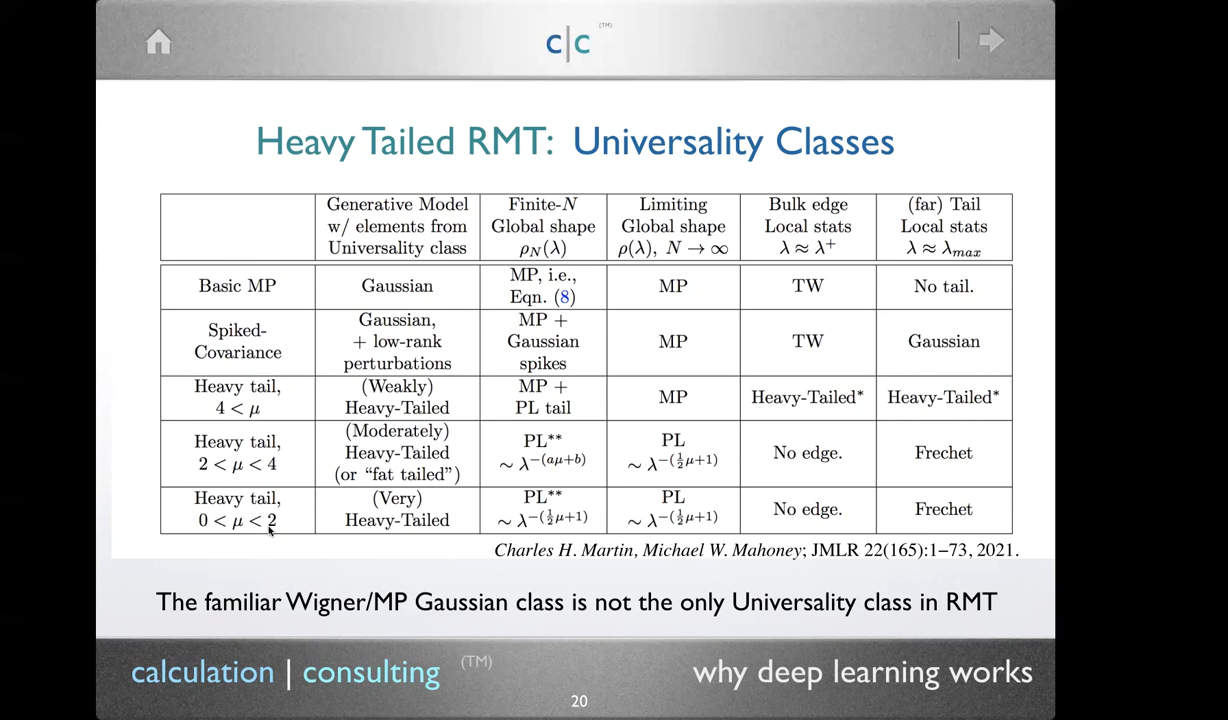 c|c (TM)
Heavy Tailed RMT: Universality Classes
Generative Model
w/ elements from
Universality class
Finite-N
Global shape
ρ_N(λ)
Limiting
Global shape
ρ(λ), N → ∞
Bulk edge
Local stats
λ ≈ λ⁺
(far) Tail
Local stats
λ ≈ λ_max
Basic MP
Gaussian
MP, i.e.,
Eqn. (8)
MP
TW
No tail.
Spiked-
Covariance
Gaussian,
+ low-rank
perturbations
MP +
Gaussian
spikes
MP
TW
Gaussian
Heavy tail,
4 < μ
(Weakly)
Heavy-Tailed
MP +
PL tail
MP
Heavy-Tailed*
Heavy-Tailed*
Heavy tail,
2 < μ < 4
(Moderately)
Heavy-Tailed
(or “fat tailed”)
PL**
∼ λ^−(aμ+b)
PL
∼ λ^−(½μ+1)
No edge.
Frechet
Heavy tail,
0 < μ < 2
(Very)
Heavy-Tailed
PL**
∼ λ^−(½μ+1)
PL
∼ λ^−(½μ+1)
No edge.
Frechet
Charles H. Martin, Michael W. Mahoney; JMLR 22(165):1−73, 2021.
The familiar Wigner/MP Gaussian class is not the only Universality class in RMT
calculation | consulting (TM)
why deep learning works
20